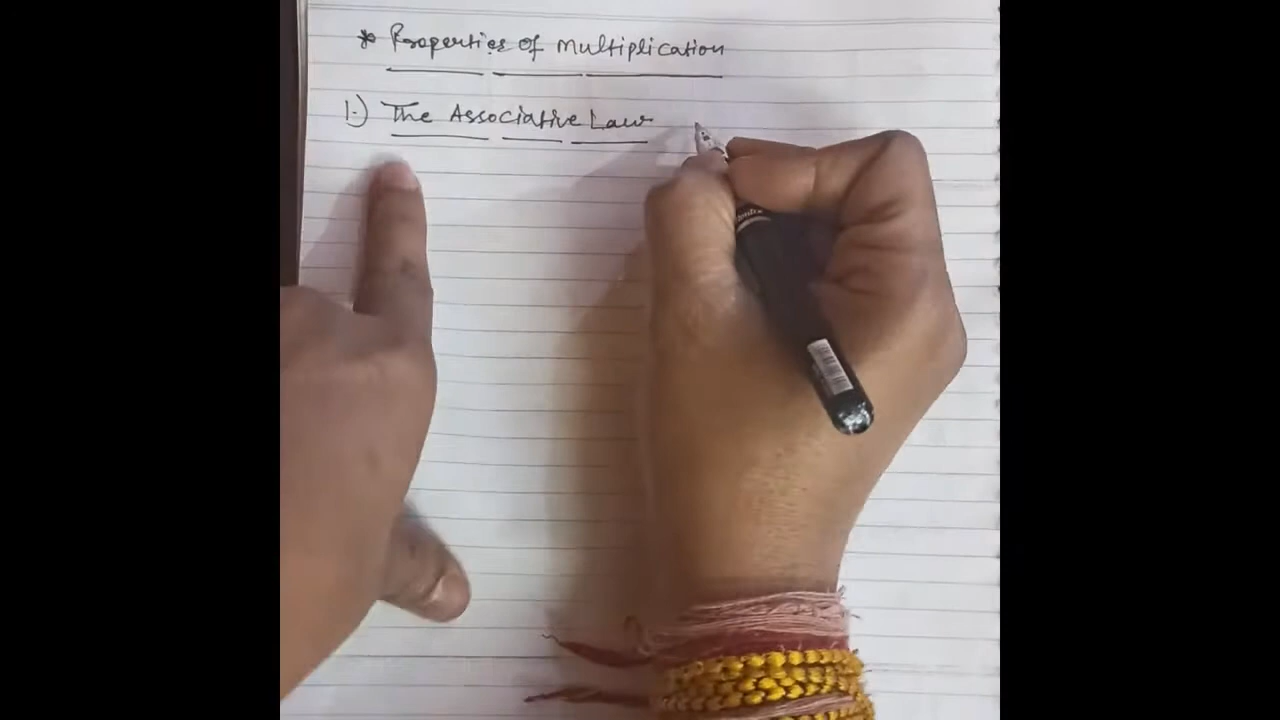 * Properties of Multiplication
1.) The Associative Law